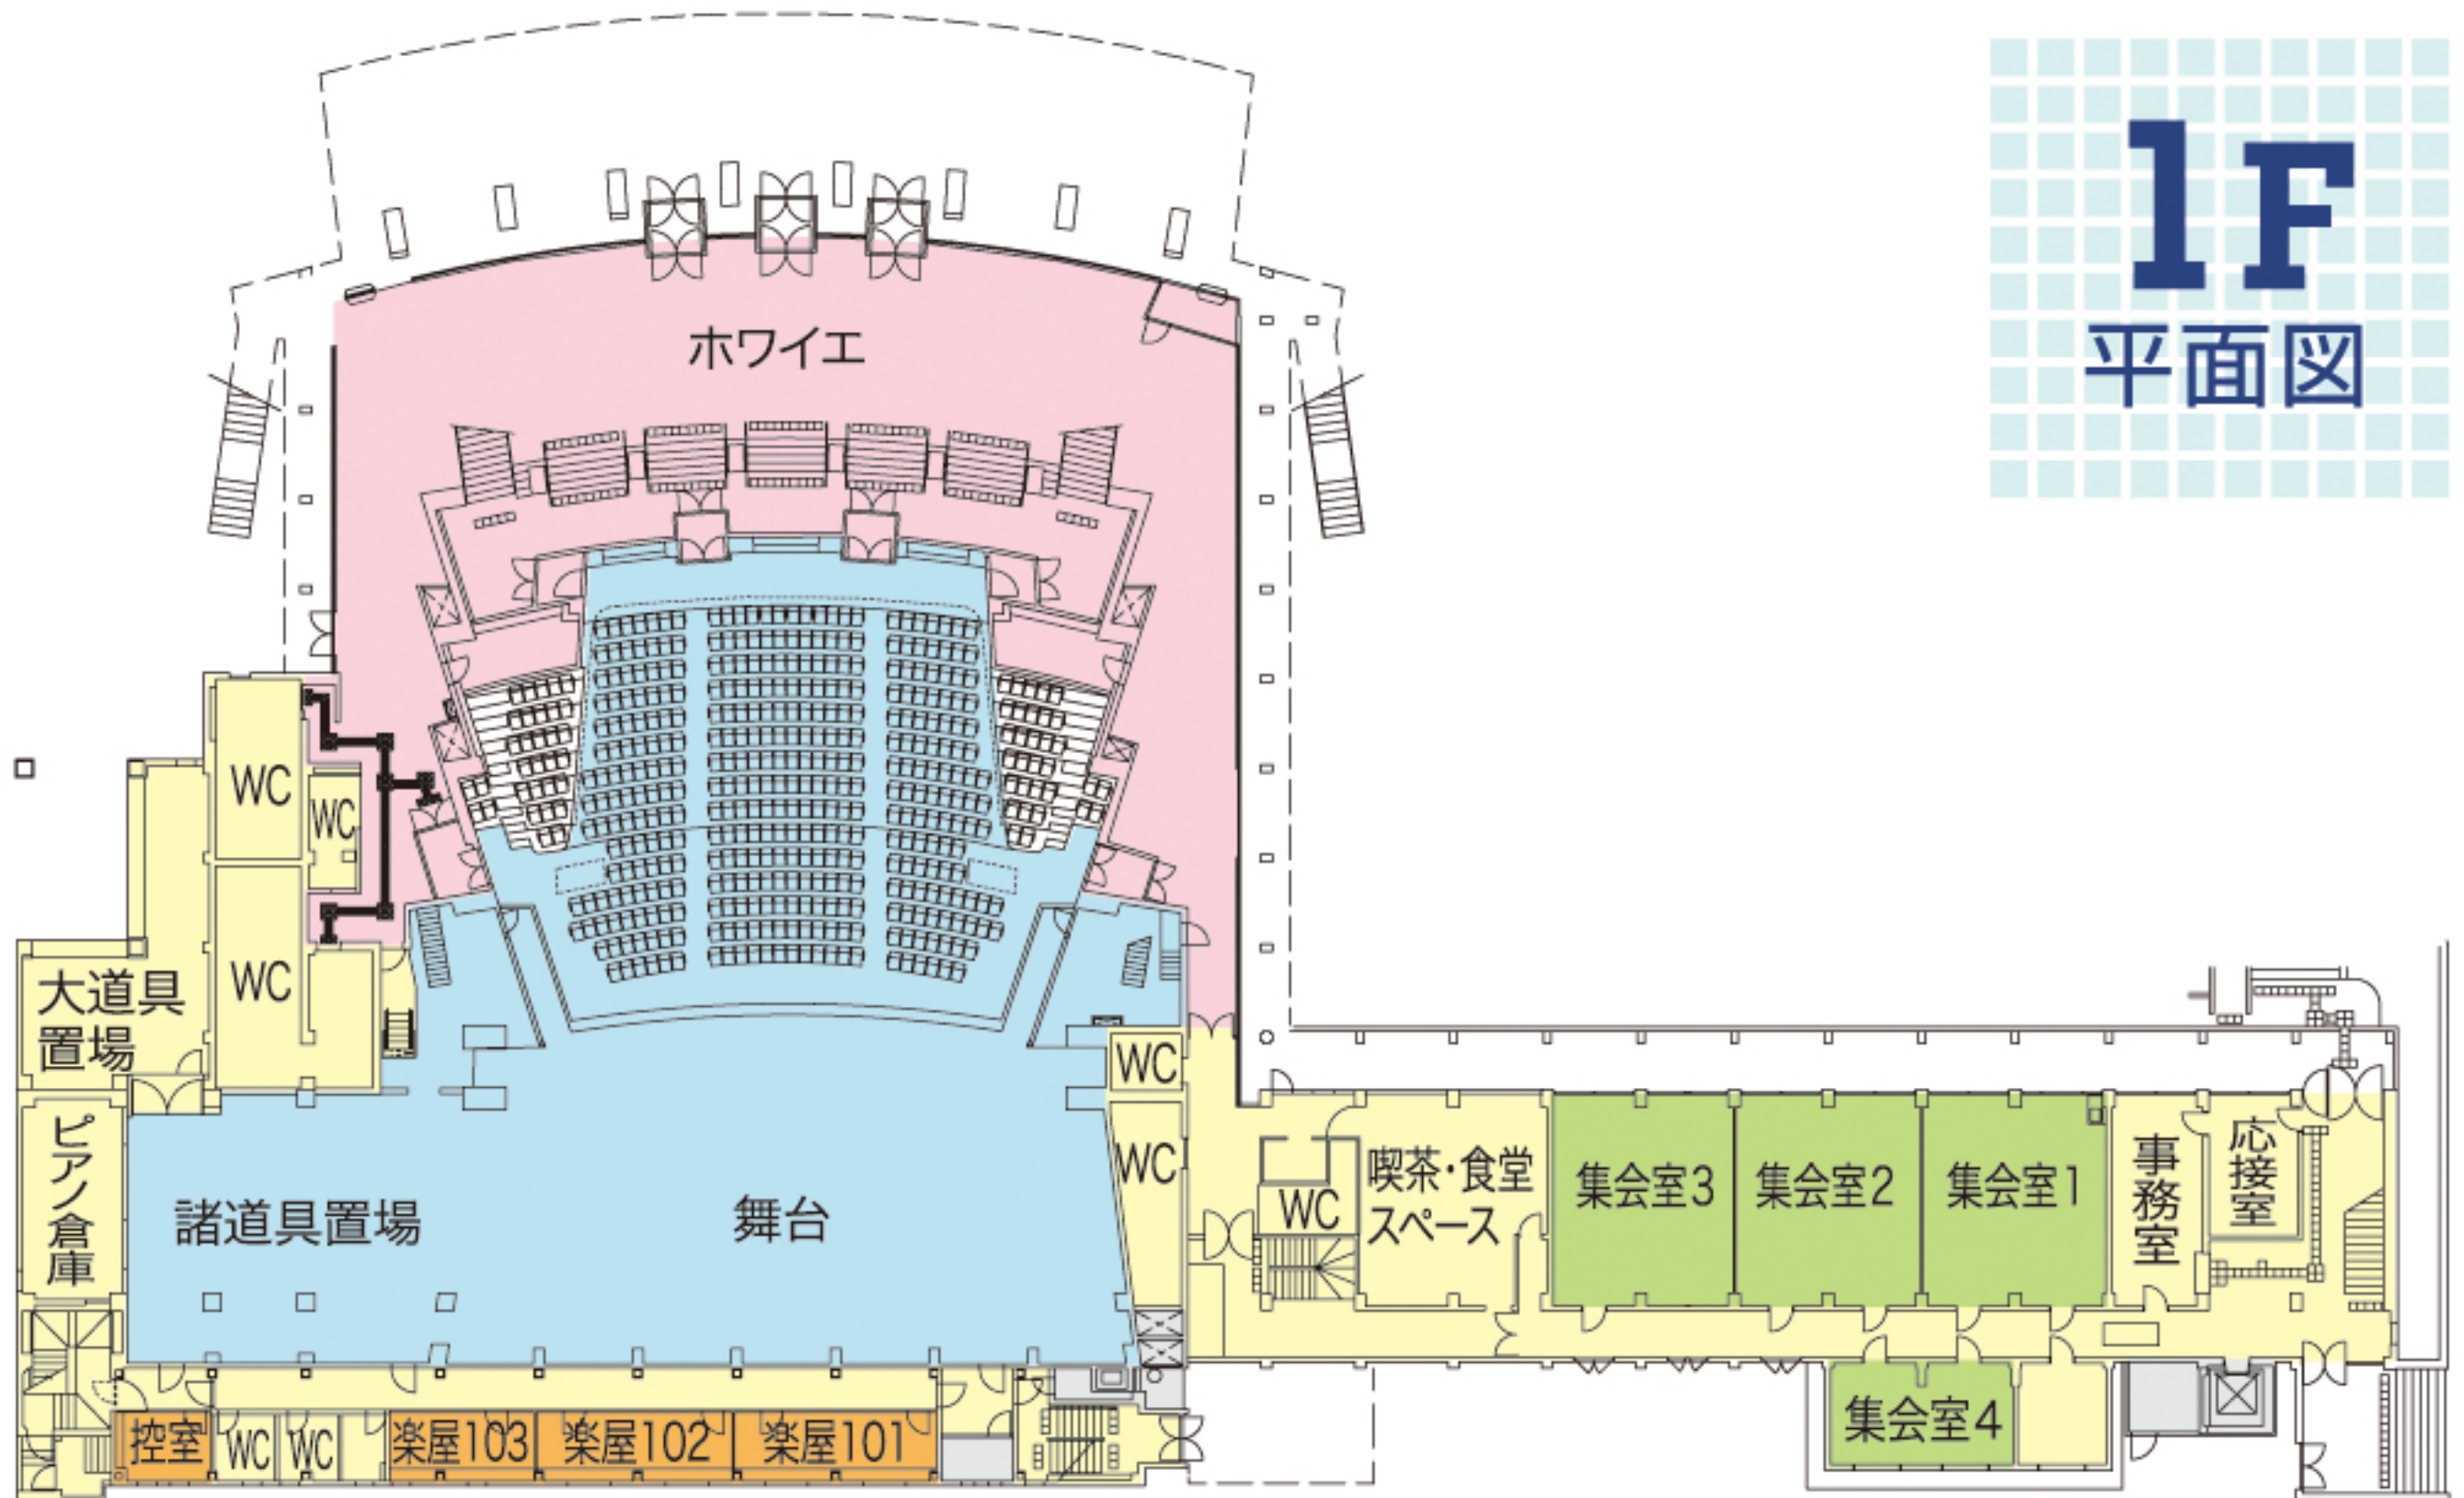 1F
平面図
ホワイエ
WC
WC
WC
大道具
置場
ピアノ倉庫
諸道具置場
舞台
WC
WC
WC
喫茶・食堂
スペース
集会室3
集会室2
集会室1
事務室
応接室
控室
WC
WC
楽屋103
楽屋102
楽屋101
集会室4